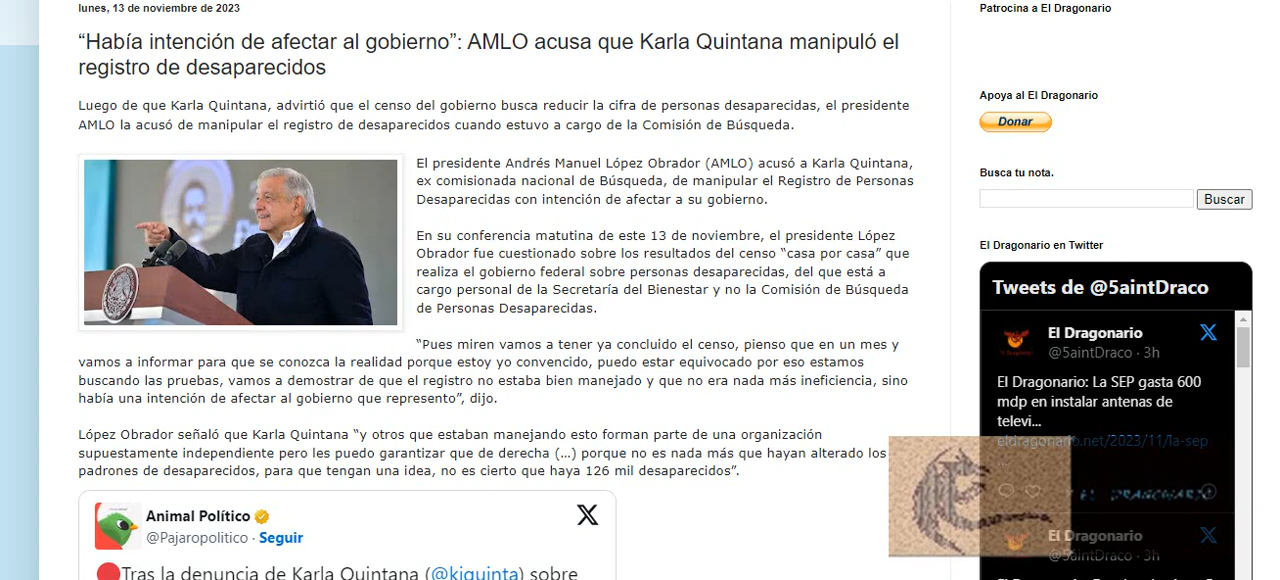 lunes, 13 de noviembre de 2023
“Había intención de afectar al gobierno”: AMLO acusa que Karla Quintana manipuló el
registro de desaparecidos
Luego de que Karla Quintana, advirtió que el censo del gobierno busca reducir la cifra de personas desaparecidas, el presidente
AMLO la acusó de manipular el registro de desaparecidos cuando estuvo a cargo de la Comisión de Búsqueda.
El presidente Andrés Manuel López Obrador (AMLO) acusó a Karla Quintana,
ex comisionada nacional de Búsqueda, de manipular el Registro de Personas
Desaparecidas con intención de afectar a su gobierno.
En su conferencia matutina de este 13 de noviembre, el presidente López
Obrador fue cuestionado sobre los resultados del censo “casa por casa” que
realiza el gobierno federal sobre personas desaparecidas, del que está a
cargo personal de la Secretaría del Bienestar y no la Comisión de Búsqueda
de Personas Desaparecidas.
“Pues miren vamos a tener ya concluido el censo, pienso que en un mes y
vamos a informar para que se conozca la realidad porque estoy yo convencido, puedo estar equivocado por eso estamos
buscando las pruebas, vamos a demostrar de que el registro no estaba bien manejado y que no era nada más ineficiencia, sino
había una intención de afectar al gobierno que represento”, dijo.
López Obrador señaló que Karla Quintana “y otros que estaban manejando esto forman parte de una organización
supuestamente independiente pero les puedo garantizar que de derecha (…) porque no es nada más que hayan alterado los
padrones de desaparecidos, para que tengan una idea, no es cierto que haya 126 mil desaparecidos”.
Animal Político
@Pajaropolitico · Seguir
Tras la denuncia de Karla Quintana (@kiquinta) sobre
Patrocina a El Dragonario
Apoya al El Dragonario
Donar
Busca tu nota.
Buscar
El Dragonario en Twitter
Tweets de @5aintDraco
El Dragonario
@5aintDraco · 3h
El Dragonario: La SEP gasta 600
mdp en instalar antenas de
televi...
eldragonario.net/2023/11/la-sep
...
El Dragonario
@5aintDraco · 3h